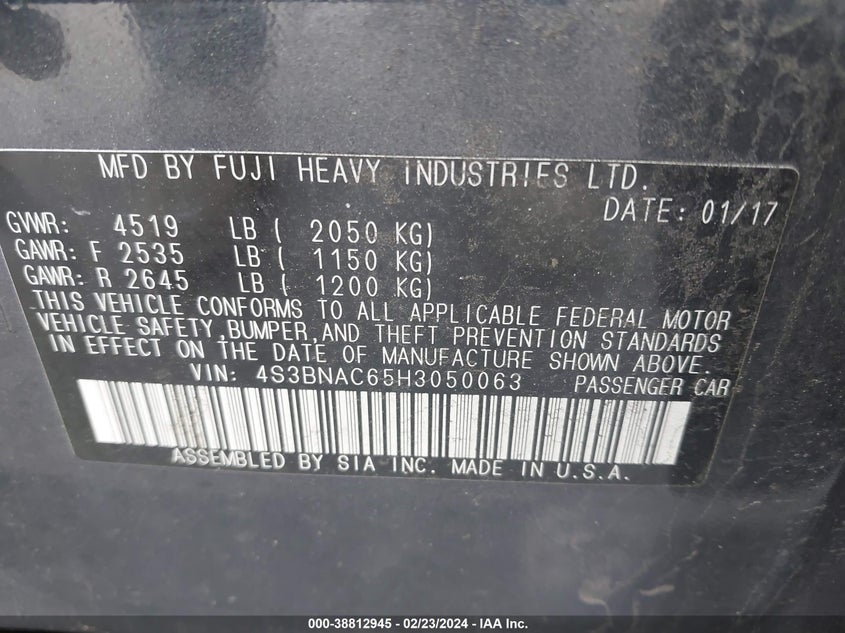 MFD BY FUJI HEAVY INDUSTRIES LTD.
DATE: 01/17
GVWR: 4519 LB ( 2050 KG)
GAWR: F 2535 LB ( 1150 KG)
GAWR: R 2645 LB ( 1200 KG)
THIS VEHICLE CONFORMS TO ALL APPLICABLE FEDERAL MOTOR
VEHICLE SAFETY,BUMPER,AND THEFT PREVENTION STANDARDS
IN EFFECT ON THE DATE OF MANUFACTURE SHOWN ABOVE.
VIN: 4S3BNAC65H3050063 PASSENGER CAR
ASSEMBLED BY SIA INC. MADE IN U.S.A.
000-38812945 - 02/23/2024 - IAA Inc.